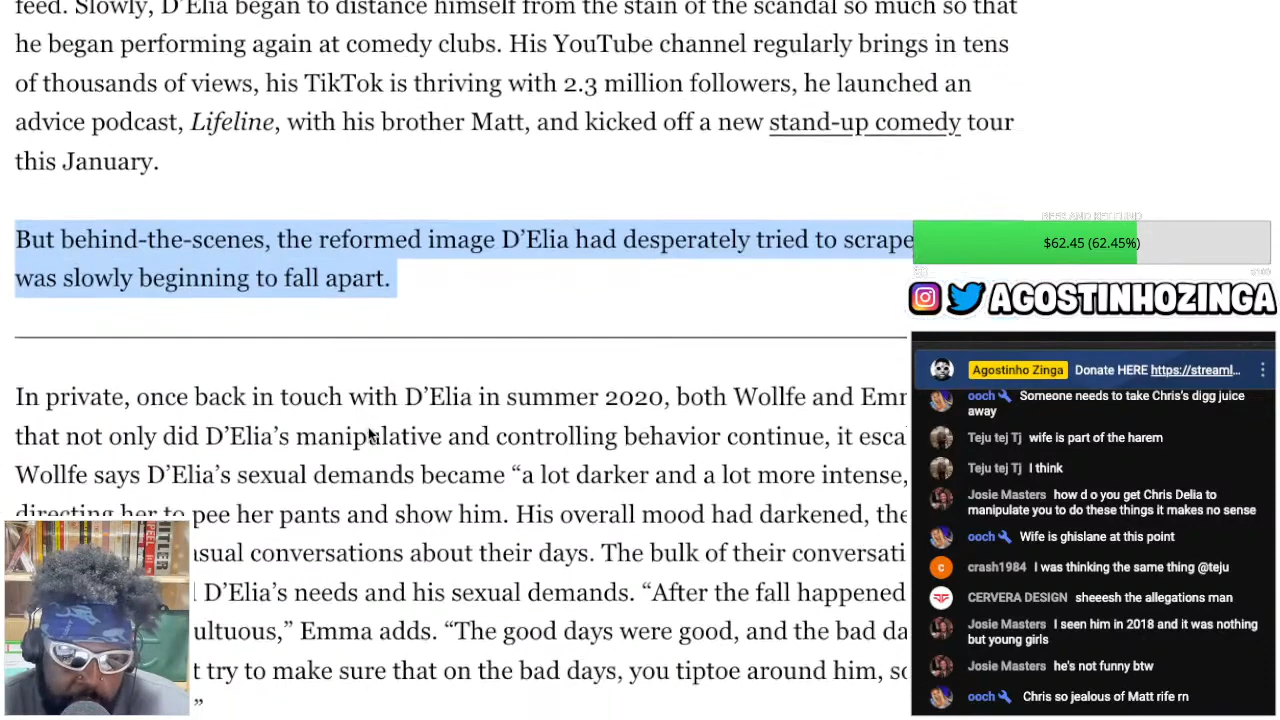 feed. Slowly, D’Elia began to distance himself from the stain of the scandal so much so that
he began performing again at comedy clubs. His YouTube channel regularly brings in tens
of thousands of views, his TikTok is thriving with 2.3 million followers, he launched an
advice podcast, Lifeline, with his brother Matt, and kicked off a new stand-up comedy tour
this January.
But behind-the-scenes, the reformed image D’Elia had desperately tried to scrape
was slowly beginning to fall apart.
In private, once back in touch with D’Elia in summer 2020, both Wollfe and Emm
that not only did D’Elia’s manipulative and controlling behavior continue, it esca
Wollfe says D’Elia’s sexual demands became “a lot darker and a lot more intense,
directing her to pee her pants and show him. His overall mood had darkened, the
asual conversations about their days. The bulk of their conversati
D’Elia’s needs and his sexual demands. “After the fall happened
ultuous,” Emma adds. “The good days were good, and the bad da
t try to make sure that on the bad days, you tiptoe around him, so
”
$62.45 (62.45%)
AGOSTINHOZINGA
Agostinho Zinga Donate HERE https://streaml...
ooch Someone needs to take Chris's digg juice
away
Teju tej Tj wife is part of the harem
Teju tej Tj I think
Josie Masters how d o you get Chris Delia to
manipulate you to do these things it makes no sense
ooch Wife is ghislane at this point
crash1984 I was thinking the same thing @teju
CERVERA DESIGN sheeesh the allegations man
Josie Masters I seen him in 2018 and it was nothing
but young girls
Josie Masters he's not funny btw
ooch Chris so jealous of Matt rife rn